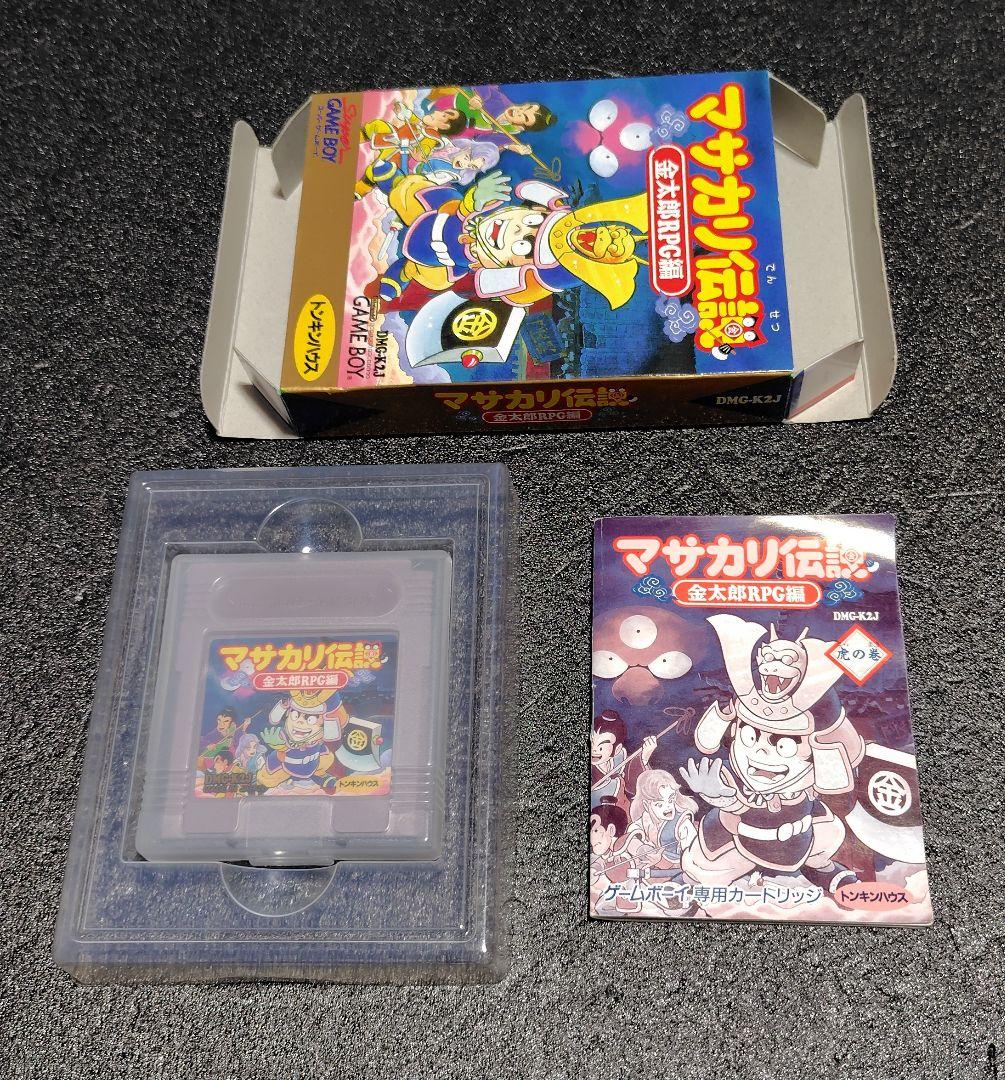 マサカリ伝説
でんせつ
金太郎RPG編
Super
GAME BOY
スーパーゲームボーイ
金
DMG-K2J
GAME BOY
トンキンハウス
マサカリ伝説
金太郎RPG編
DMG-K2J
マサカリ伝説
金太郎RPG編
金
DMG-K2J
トンキンハウス
マサカリ伝説
金太郎RPG編
DMG-K2J
虎の巻
金
ゲームボーイ専用カートリッジ
トンキンハウス